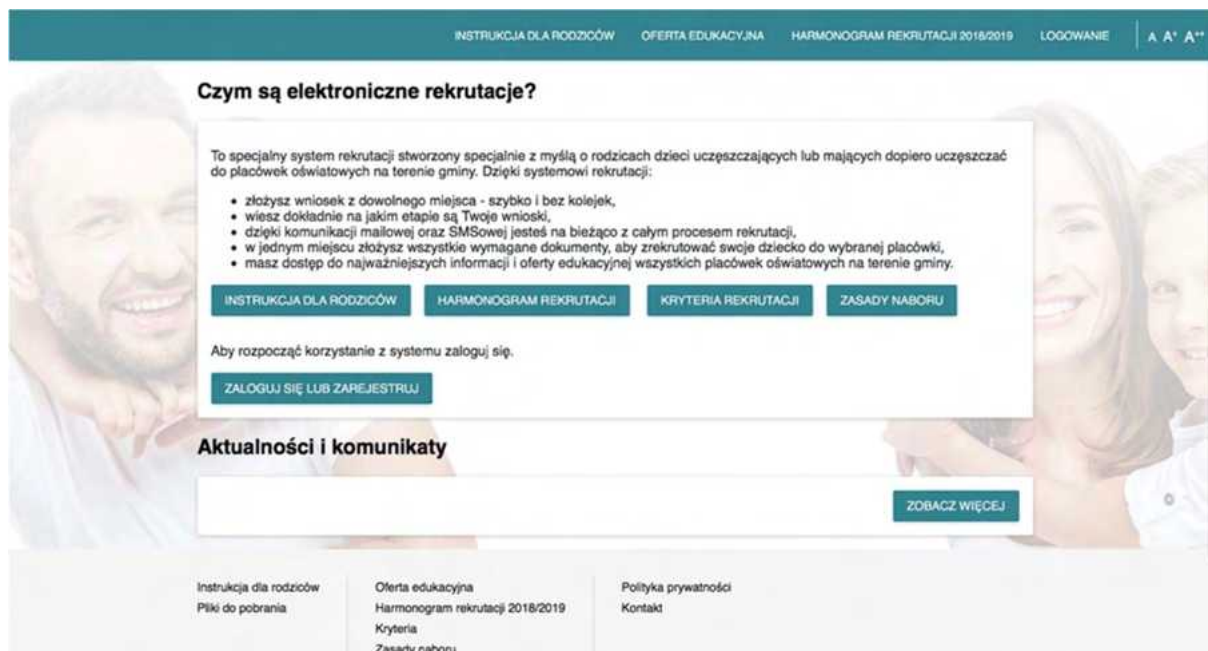 INSTRUKCJA DLA RODZICÓW OFERTA EDUKACYJNA HARMONOGRAM REKRUTACJI 2018/2019 LOGOWANIE A A+ A++
Czym są elektroniczne rekrutacje?
To specjalny system rekrutacji stworzony specjalnie z myślą o rodzicach dzieci uczęszczających lub mających dopiero uczęszczać
do placówek oświatowych na terenie gminy. Dzięki systemowi rekrutacji:
• złożysz wniosek z dowolnego miejsca - szybko i bez kolejek,
• wiesz dokładnie na jakim etapie są Twoje wnioski,
• dzięki komunikacji mailowej oraz SMSowej jesteś na bieżąco z całym procesem rekrutacji,
• w jednym miejscu złożysz wszystkie wymagane dokumenty, aby zrekrutować swoje dziecko do wybranej placówki,
• masz dostęp do najważniejszych informacji i oferty edukacyjnej wszystkich placówek oświatowych na terenie gminy.
INSTRUKCJA DLA RODZICÓW HARMONOGRAM REKRUTACJI KRYTERIA REKRUTACJI ZASADY NABORU
Aby rozpocząć korzystanie z systemu zaloguj się.
ZALOGUJ SIĘ LUB ZAREJESTRUJ
Aktualności i komunikaty
ZOBACZ WIĘCEJ
Instrukcja dla rodziców Oferta edukacyjna Polityka prywatności
Pliki do pobrania Harmonogram rekrutacji 2018/2019 Kontakt
Kryteria
Zasady naboru